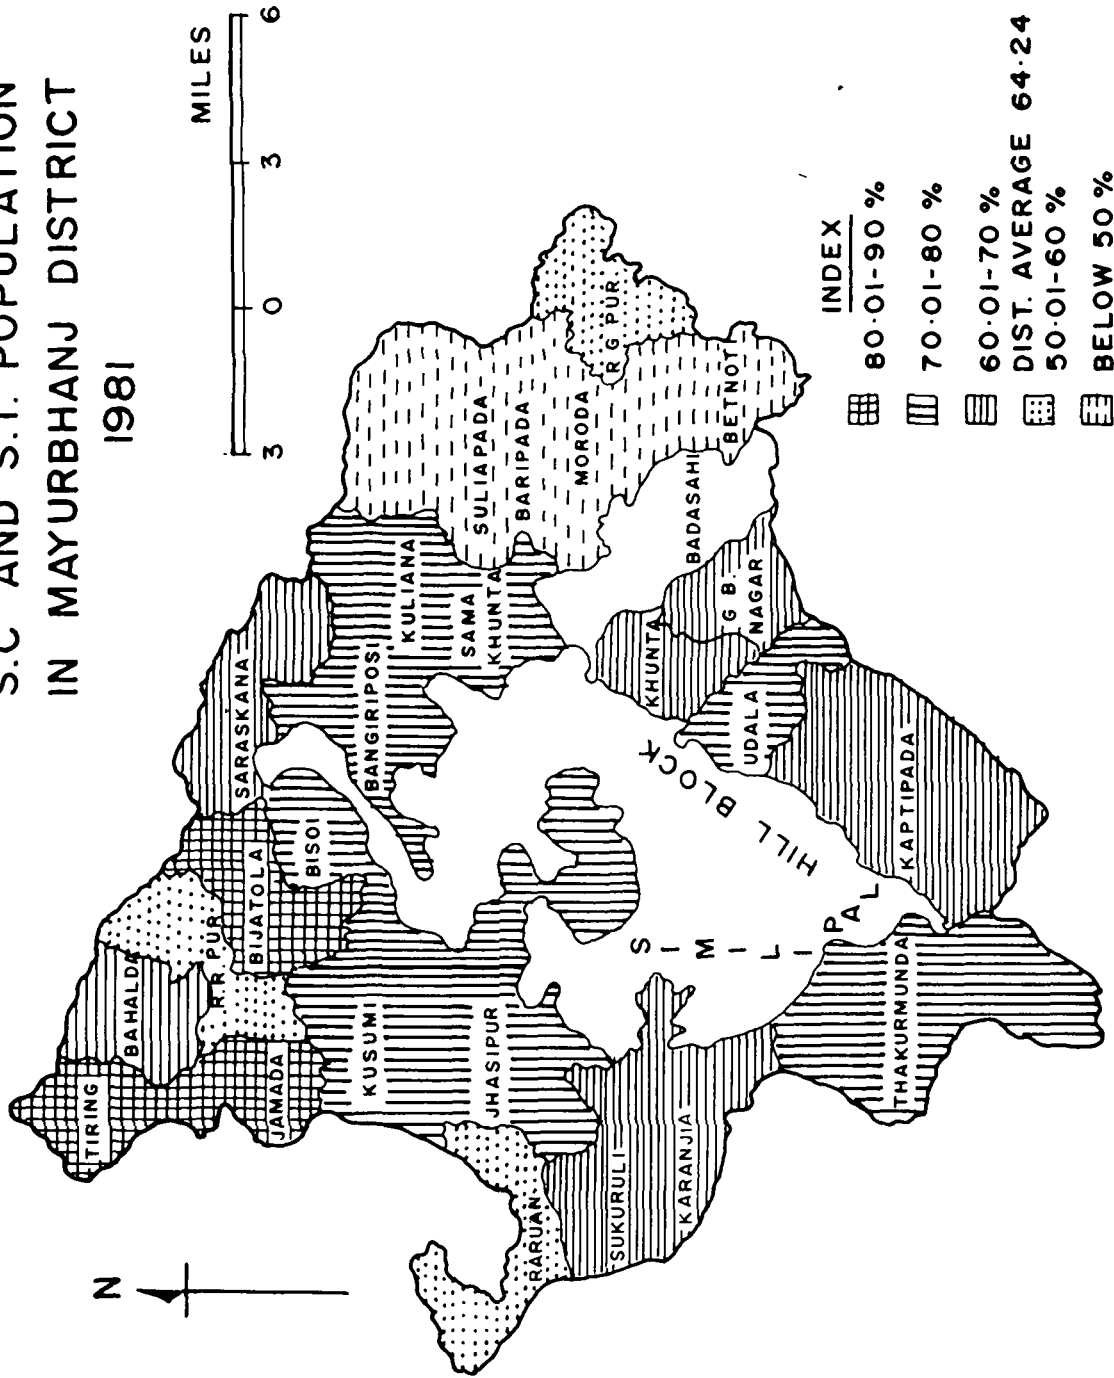 S.C AND S.T. POPULATION
IN MAYURBHANJ DISTRICT
1981
MILES
3 0 3 6
N
TIRING
BAHALDA
JAMADA
R.R. PUR
BIJATOLA
BISOI
SARASKANA
KUSUMI
BANGIRIPOSI
KULIANA
SAMA
KHUNTA
SULIAPADA
BARIPADA
MORODA
R G PUR
BETNOTI
BADASAHI
JHASIPUR
RARUAN
SUKURULI
KARANJIA
THAKURMUNDA
SIMILIPAL
HILL BLOCK
KHUNTA
G B.
NAGAR
UDALA
KAPTIPADA
INDEX
80·01-90 %
70·01-80 %
60·01-70 %
DIST. AVERAGE 64·24
50·01-60 %
BELOW 50 %